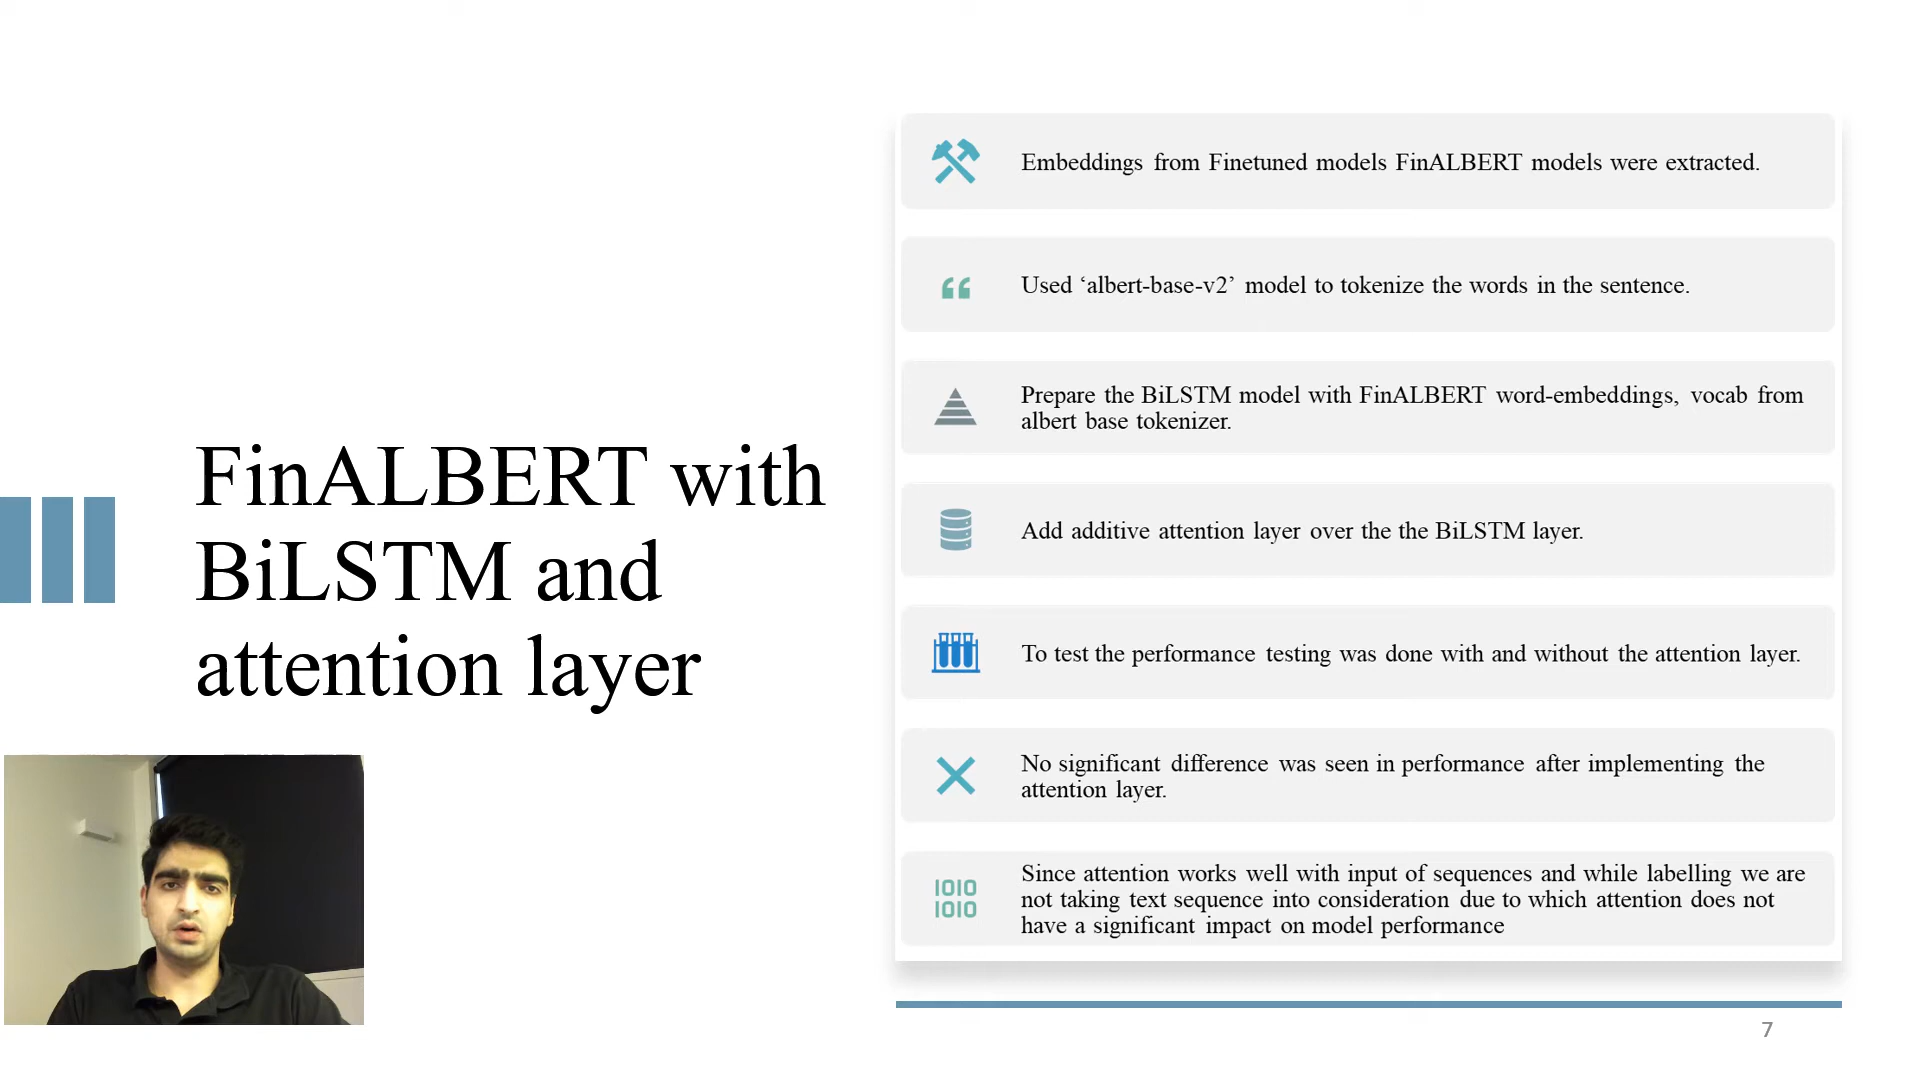 FinALBERT with
BiLSTM and
attention layer
Embeddings from Finetuned models FinALBERT models were extracted.
Used ‘albert-base-v2’ model to tokenize the words in the sentence.
Prepare the BiLSTM model with FinALBERT word-embeddings, vocab from
albert base tokenizer.
Add additive attention layer over the the BiLSTM layer.
To test the performance testing was done with and without the attention layer.
No significant difference was seen in performance after implementing the
attention layer.
1010
1010
Since attention works well with input of sequences and while labelling we are
not taking text sequence into consideration due to which attention does not
have a significant impact on model performance
7